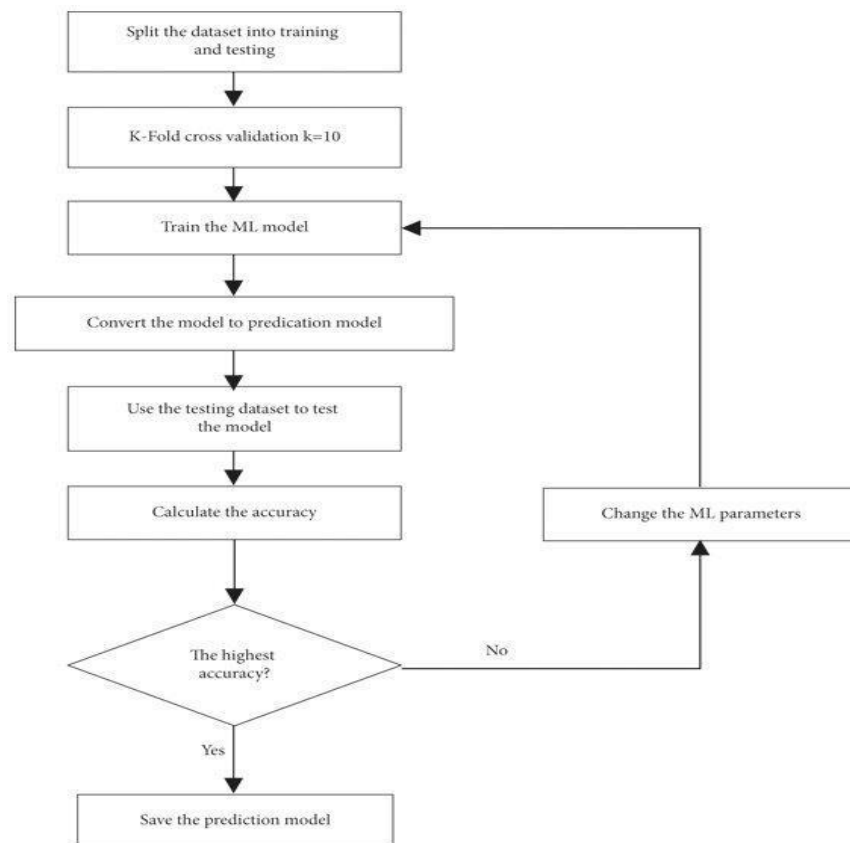 Split the dataset into training
and testing
K-Fold cross validation k=10
Train the ML model
Convert the model to predication model
Use the testing dataset to test
the model
Calculate the accuracy
Change the ML parameters
The highest
accuracy?
No
Yes
Save the prediction model